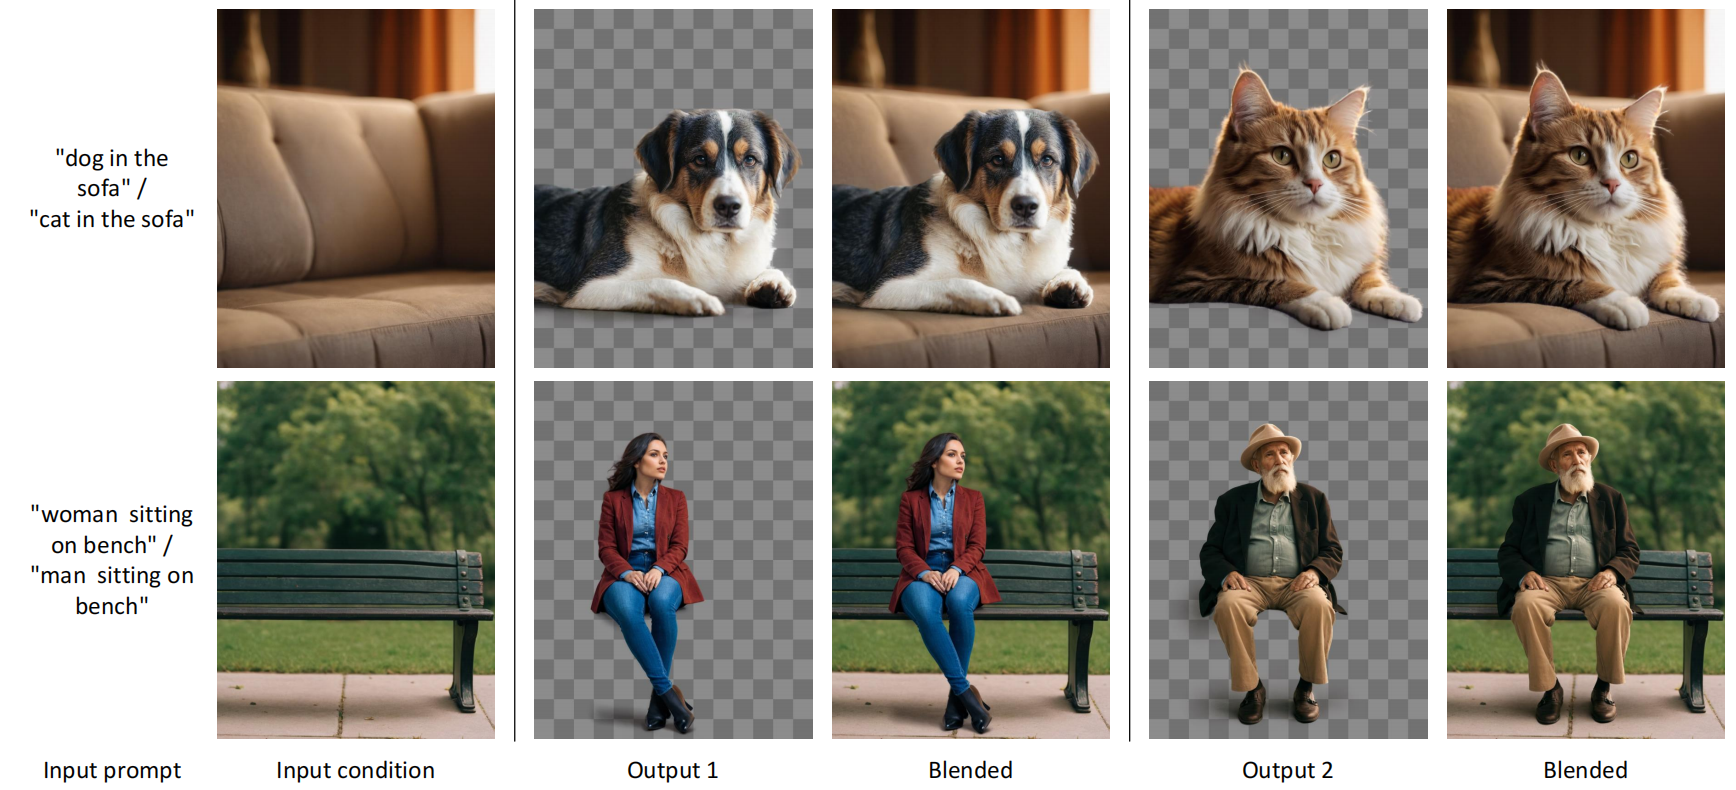 "dog in the
sofa" /
"cat in the sofa"
"woman sitting
on bench" /
"man sitting on
bench"
Input prompt
Input condition
Output 1
Blended
Output 2
Blended